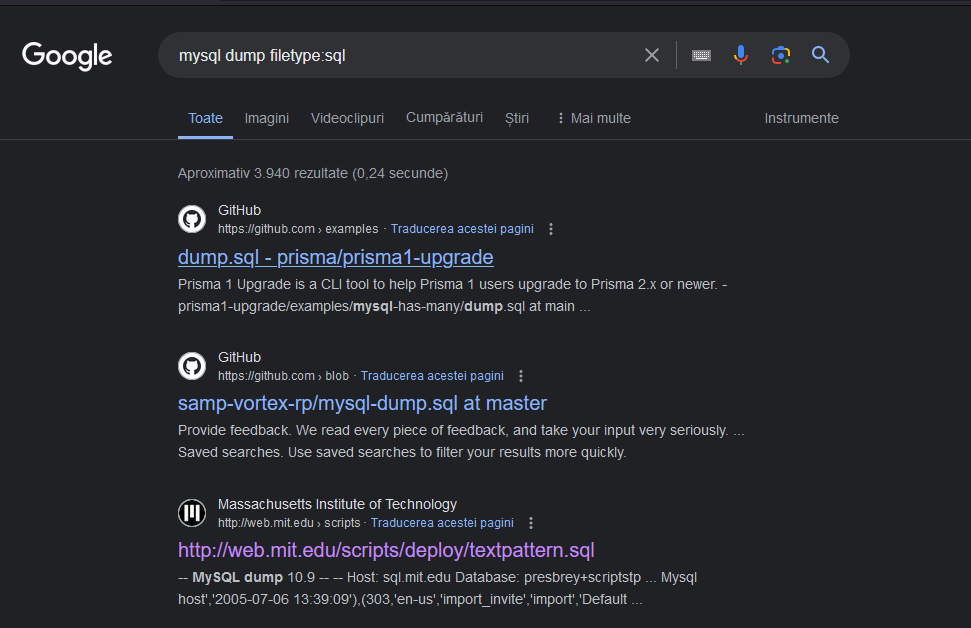 Google
mysql dump filetype:sql
Toate Imagini Videoclipuri Cumpărături Știri Mai multe Instrumente
Aproximativ 3.940 rezultate (0,24 secunde)
GitHub
https://github.com › examples · Traducerea acestei pagini
dump.sql - prisma/prisma1-upgrade
Prisma 1 Upgrade is a CLI tool to help Prisma 1 users upgrade to Prisma 2.x or newer. -
prisma1-upgrade/examples/mysql-has-many/dump.sql at main ...
GitHub
https://github.com › blob · Traducerea acestei pagini
samp-vortex-rp/mysql-dump.sql at master
Provide feedback. We read every piece of feedback, and take your input very seriously. ...
Saved searches. Use saved searches to filter your results more quickly.
Massachusetts Institute of Technology
http://web.mit.edu › scripts · Traducerea acestei pagini
http://web.mit.edu/scripts/deploy/textpattern.sql
-- MySQL dump 10.9 -- -- Host: sql.mit.edu Database: presbrey+scriptstp ... Mysql
host','2005-07-06 13:39:09'),(303,'en-us','import_invite','import','Default ...